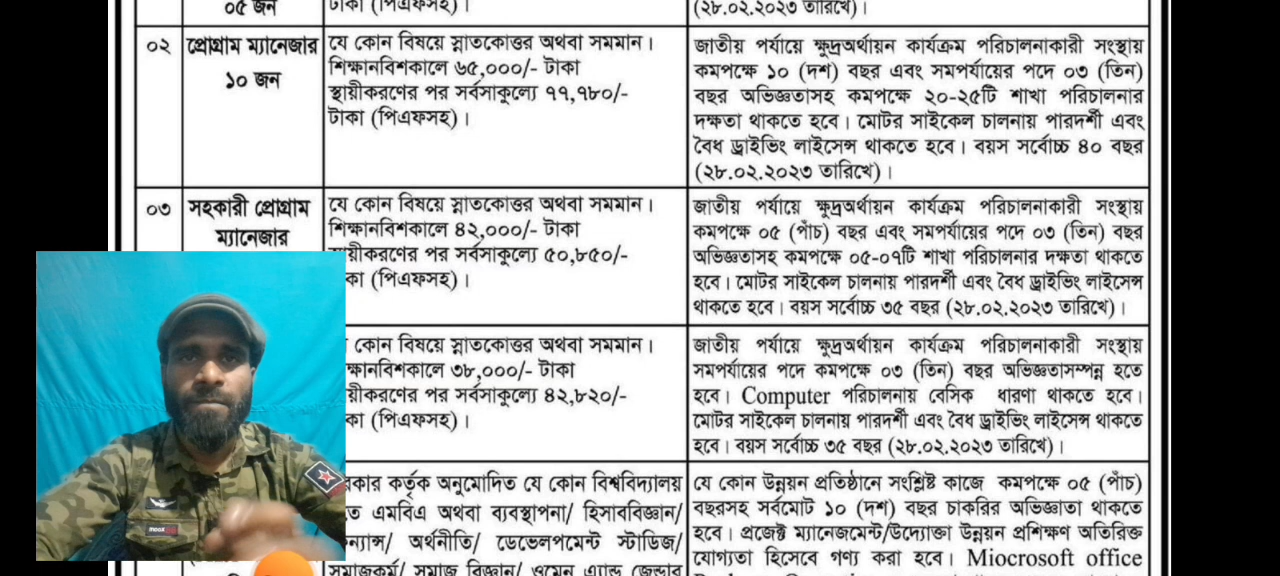 ০৫ জন
টাকা (পিএফসহ)।
(২৮.০২.২০২৩ তারিখে)।
০২
প্রোগ্রাম ম্যানেজার
১০ জন
যে কোন বিষয়ে স্নাতকোত্তর অথবা সমমান।
শিক্ষানবিশকালে ৬৫,০০০/- টাকা
স্থায়ীকরণের পর সর্বসাকুল্যে ৭৭,৭৮০/-
টাকা (পিএফসহ)।
জাতীয় পর্যায়ে ক্ষুদ্রঅর্থায়ন কার্যক্রম পরিচালনাকারী সংস্থায়
কমপক্ষে ১০ (দশ) বছর এবং সমপর্যায়ের পদে ০৩ (তিন)
বছর অভিজ্ঞতাসহ কমপক্ষে ২০-২৫টি শাখা পরিচালনার
দক্ষতা থাকতে হবে। মোটর সাইকেল চালনায় পারদর্শী এবং
বৈধ ড্রাইভিং লাইসেন্স থাকতে হবে। বয়স সর্বোচ্চ ৪০ বছর
(২৮.০২.২০২৩ তারিখে)।
০৩
সহকারী প্রোগ্রাম
ম্যানেজার
যে কোন বিষয়ে স্নাতকোত্তর অথবা সমমান।
শিক্ষানবিশকালে ৪২,০০০/- টাকা
য়ীকরণের পর সর্বসাকুল্যে ৫০,৮৫০/-
কা (পিএফসহ)।
জাতীয় পর্যায়ে ক্ষুদ্রঅর্থায়ন কার্যক্রম পরিচালনাকারী সংস্থায়
কমপক্ষে ০৫ (পাঁচ) বছর এবং সমপর্যায়ের পদে ০৩ (তিন) বছর
অভিজ্ঞতাসহ কমপক্ষে ০৫-০৭টি শাখা পরিচালনার দক্ষতা থাকতে
হবে। মোটর সাইকেল চালনায় পারদর্শী এবং বৈধ ড্রাইভিং লাইসেন্স
থাকতে হবে। বয়স সর্বোচ্চ ৩৫ বছর (২৮.০২.২০২৩ তারিখে)।
কোন বিষয়ে স্নাতকোত্তর অথবা সমমান।
ক্ষানবিশকালে ৩৮,০০০/- টাকা
য়ীকরণের পর সর্বসাকুল্যে ৪২,৮২০/-
কা (পিএফসহ)।
জাতীয় পর্যায়ে ক্ষুদ্রঅর্থায়ন কার্যক্রম পরিচালনাকারী সংস্থায়
সমপর্যায়ের পদে কমপক্ষে ০৩ (তিন) বছর অভিজ্ঞতাসম্পন্ন হতে
হবে। Computer পরিচালনায় বেসিক ধারণা থাকতে হবে।
মোটর সাইকেল চালনায় পারদর্শী এবং বৈধ ড্রাইভিং লাইসেন্স থাকতে
হবে। বয়স সর্বোচ্চ ৩৫ বছর (২৮.০২.২০২৩ তারিখে)।
রকার কর্তৃক অনুমোদিত যে কোন বিশ্ববিদ্যালয়
ত এমবিএ অথবা ব্যবস্থাপনা/ হিসাববিজ্ঞান/
ন্যান্স/ অর্থনীতি/ ডেভেলপমেন্ট স্টাডিজ/
সমাজকর্ম/ সমাজ বিজ্ঞান/ ওমেন এ্যান্ড জেন্ডার
যে কোন উন্নয়ন প্রতিষ্ঠানে সংশ্লিষ্ট কাজে কমপক্ষে ০৫ (পাঁচ)
বছরসহ সর্বমোট ১০ (দশ) বছর চাকরির অভিজ্ঞতা থাকতে
হবে। প্রজেক্ট ম্যানেজমেন্ট/উদ্যোক্তা উন্নয়ন প্রশিক্ষণ অতিরিক্ত
যোগ্যতা হিসেবে গণ্য করা হবে। Miocrosoft office